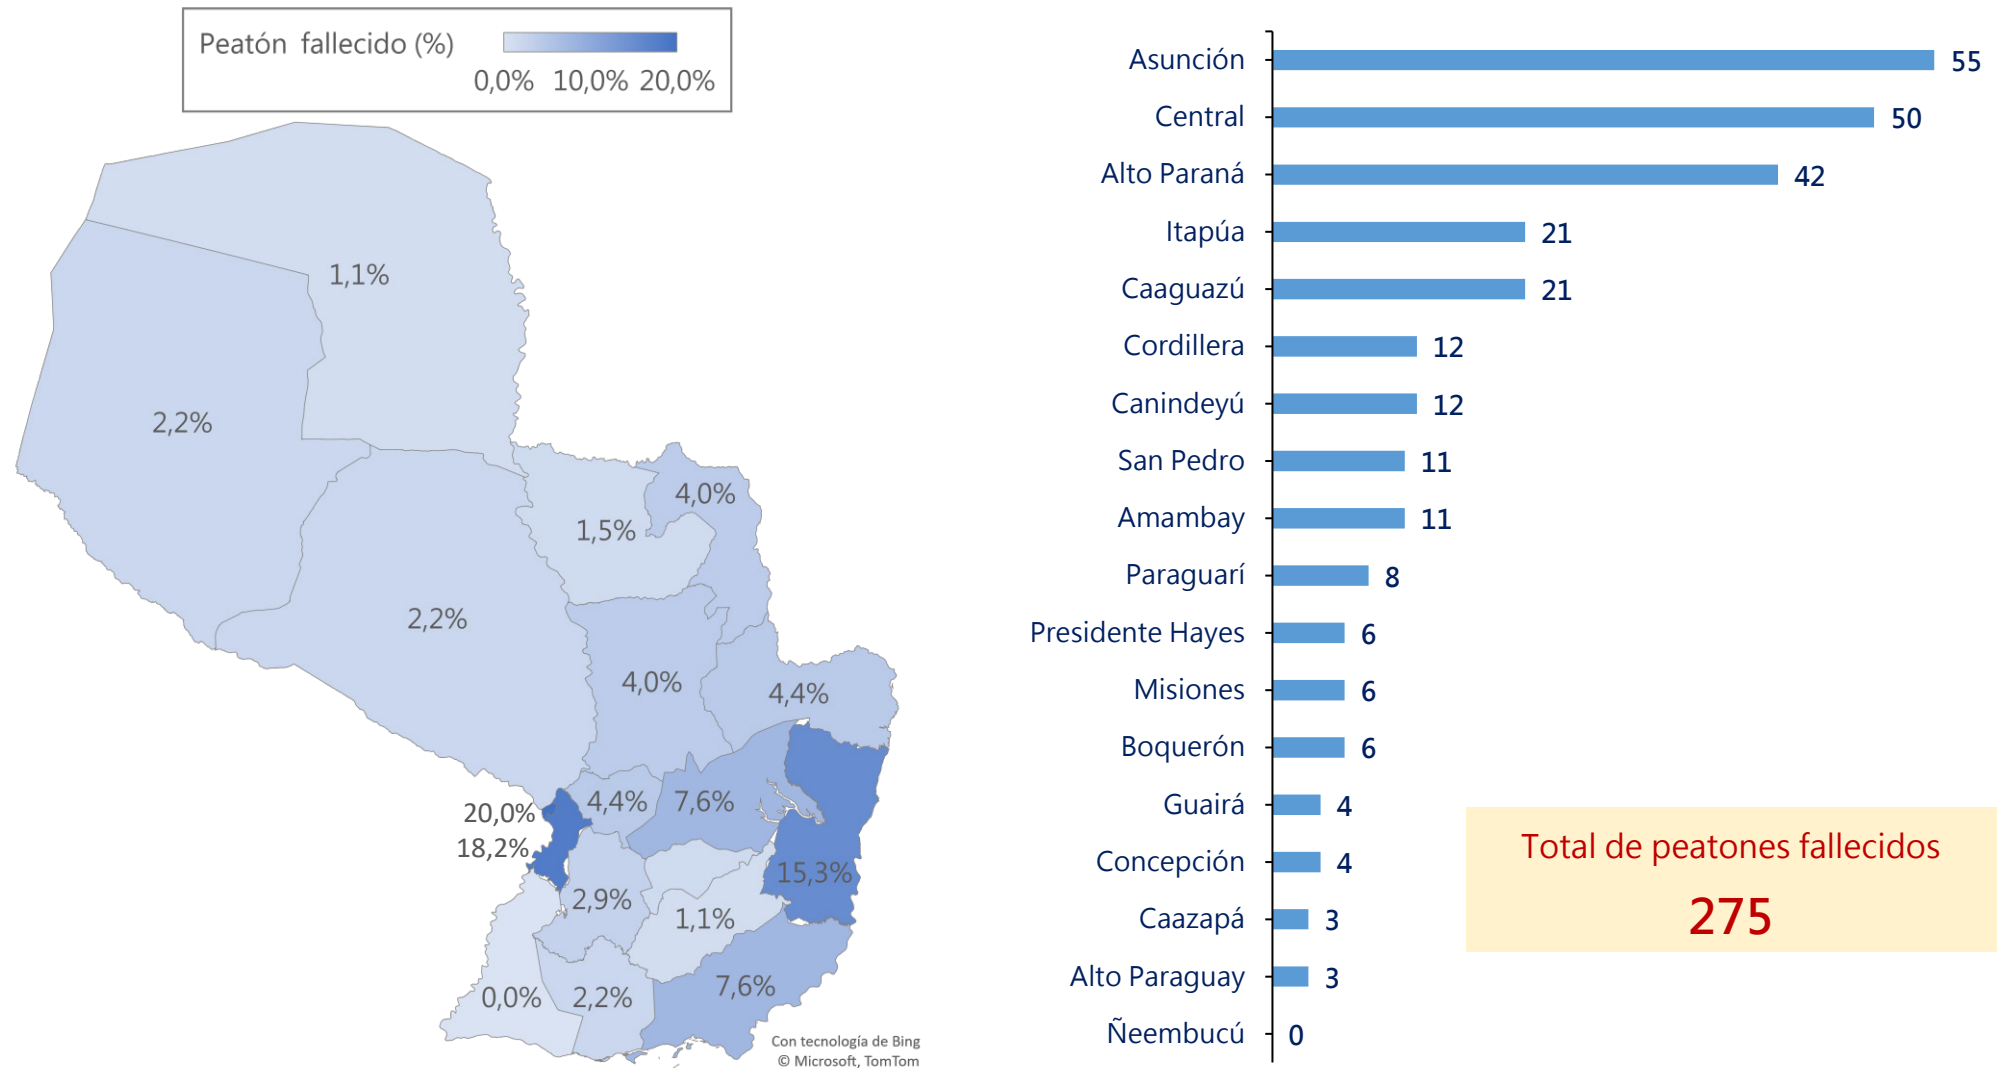 Peatón fallecido (%)
0,0% 10,0% 20,0%
1,1%
2,2%
4,0%
1,5%
2,2%
4,0%
4,4%
20,0%
4,4%
7,6%
18,2%
15,3%
2,9%
1,1%
7,6%
0,0%
2,2%
Con tecnología de Bing
© Microsoft, TomTom
Asunción 55
Central 50
Alto Paraná 42
Itapúa 21
Caaguazú 21
Cordillera 12
Canindeyú 12
San Pedro 11
Amambay 11
Paraguarí 8
Presidente Hayes 6
Misiones 6
Boquerón 6
Guairá 4
Concepción 4
Caazapá 3
Alto Paraguay 3
Ñeembucú 0
Total de peatones fallecidos
275